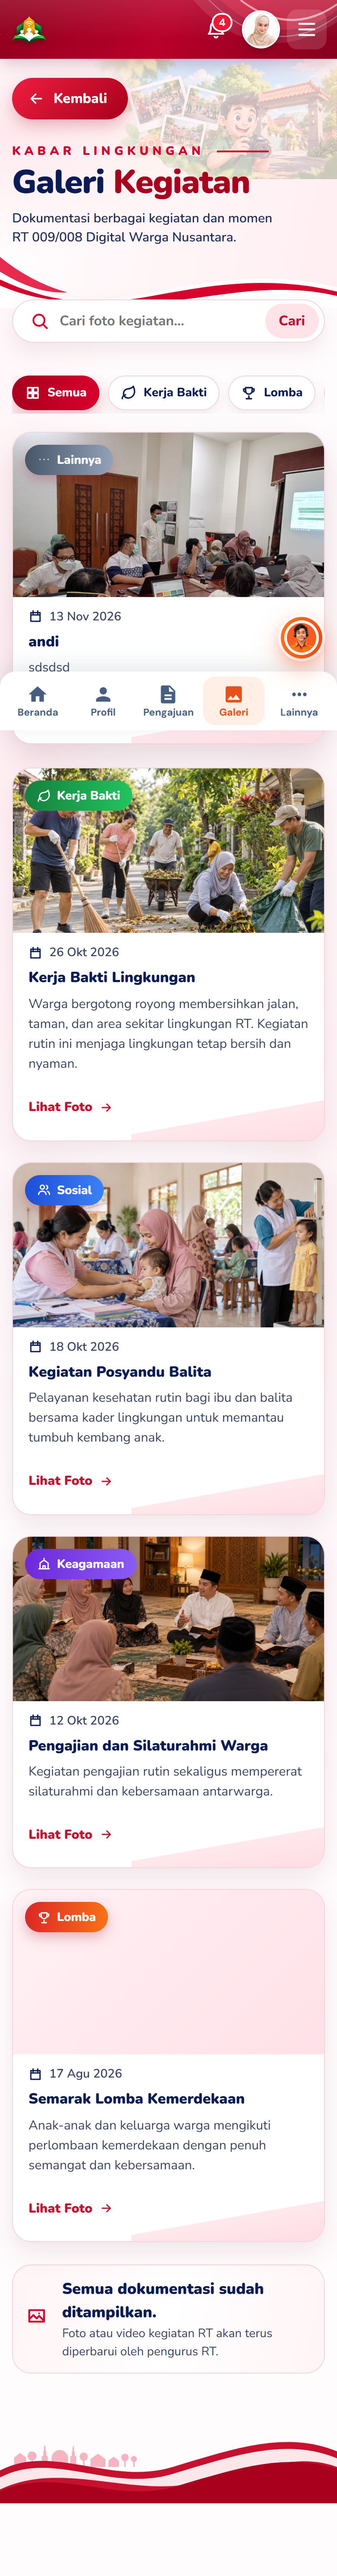 4
Kembali
KABAR LINGKUNGAN
Galeri Kegiatan
Dokumentasi berbagai kegiatan dan momen
RT 009/008 Digital Warga Nusantara.
Cari foto kegiatan...
Cari
Semua
Kerja Bakti
Lomba
Lainnya
13 Nov 2026
andi
sdsdsd
Beranda
Profil
Pengajuan
Galeri
Lainnya
Kerja Bakti
26 Okt 2026
Kerja Bakti Lingkungan
Warga bergotong royong membersihkan jalan,
taman, dan area sekitar lingkungan RT. Kegiatan
rutin ini menjaga lingkungan tetap bersih dan
nyaman.
Lihat Foto
Sosial
18 Okt 2026
Kegiatan Posyandu Balita
Pelayanan kesehatan rutin bagi ibu dan balita
bersama kader lingkungan untuk memantau
tumbuh kembang anak.
Lihat Foto
Keagamaan
12 Okt 2026
Pengajian dan Silaturahmi Warga
Kegiatan pengajian rutin sekaligus mempererat
silaturahmi dan kebersamaan antarwarga.
Lihat Foto
Lomba
17 Agu 2026
Semarak Lomba Kemerdekaan
Anak-anak dan keluarga warga mengikuti
perlombaan kemerdekaan dengan penuh
semangat dan kebersamaan.
Lihat Foto
Semua dokumentasi sudah
ditampilkan.
Foto atau video kegiatan RT akan terus
diperbarui oleh pengurus RT.